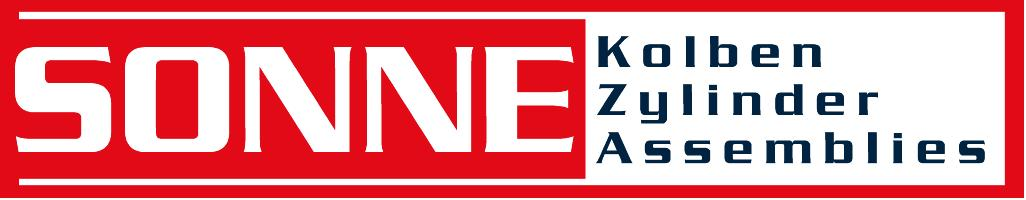 SONNE
Kolben
Zylinder
Assemblies